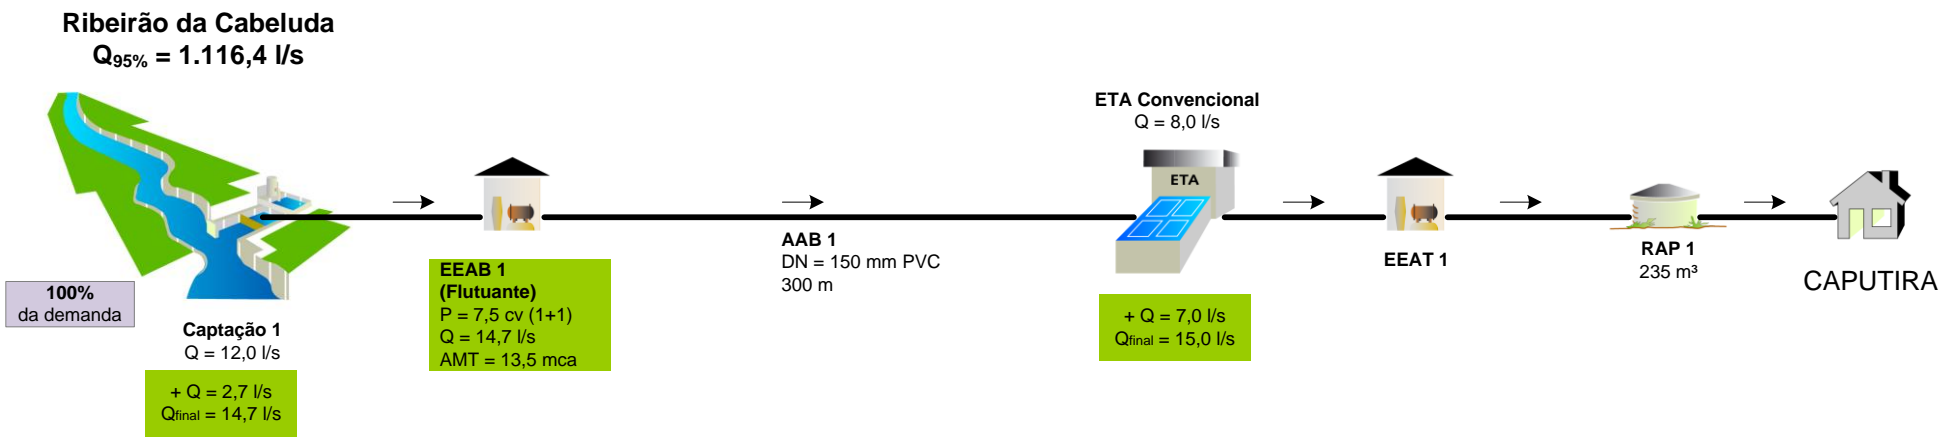 Ribeirão da Cabeluda
Q95% = 1.116,4 l/s
100%
da demanda
Captação 1
Q = 12,0 l/s
+ Q = 2,7 l/s
Qfinal = 14,7 l/s
EEAB 1
(Flutuante)
P = 7,5 cv (1+1)
Q = 14,7 l/s
AMT = 13,5 mca
AAB 1
DN = 150 mm PVC
300 m
ETA Convencional
Q = 8,0 l/s
ETA
+ Q = 7,0 l/s
Qfinal = 15,0 l/s
EEAT 1
RAP 1
235 m³
CAPUTIRA